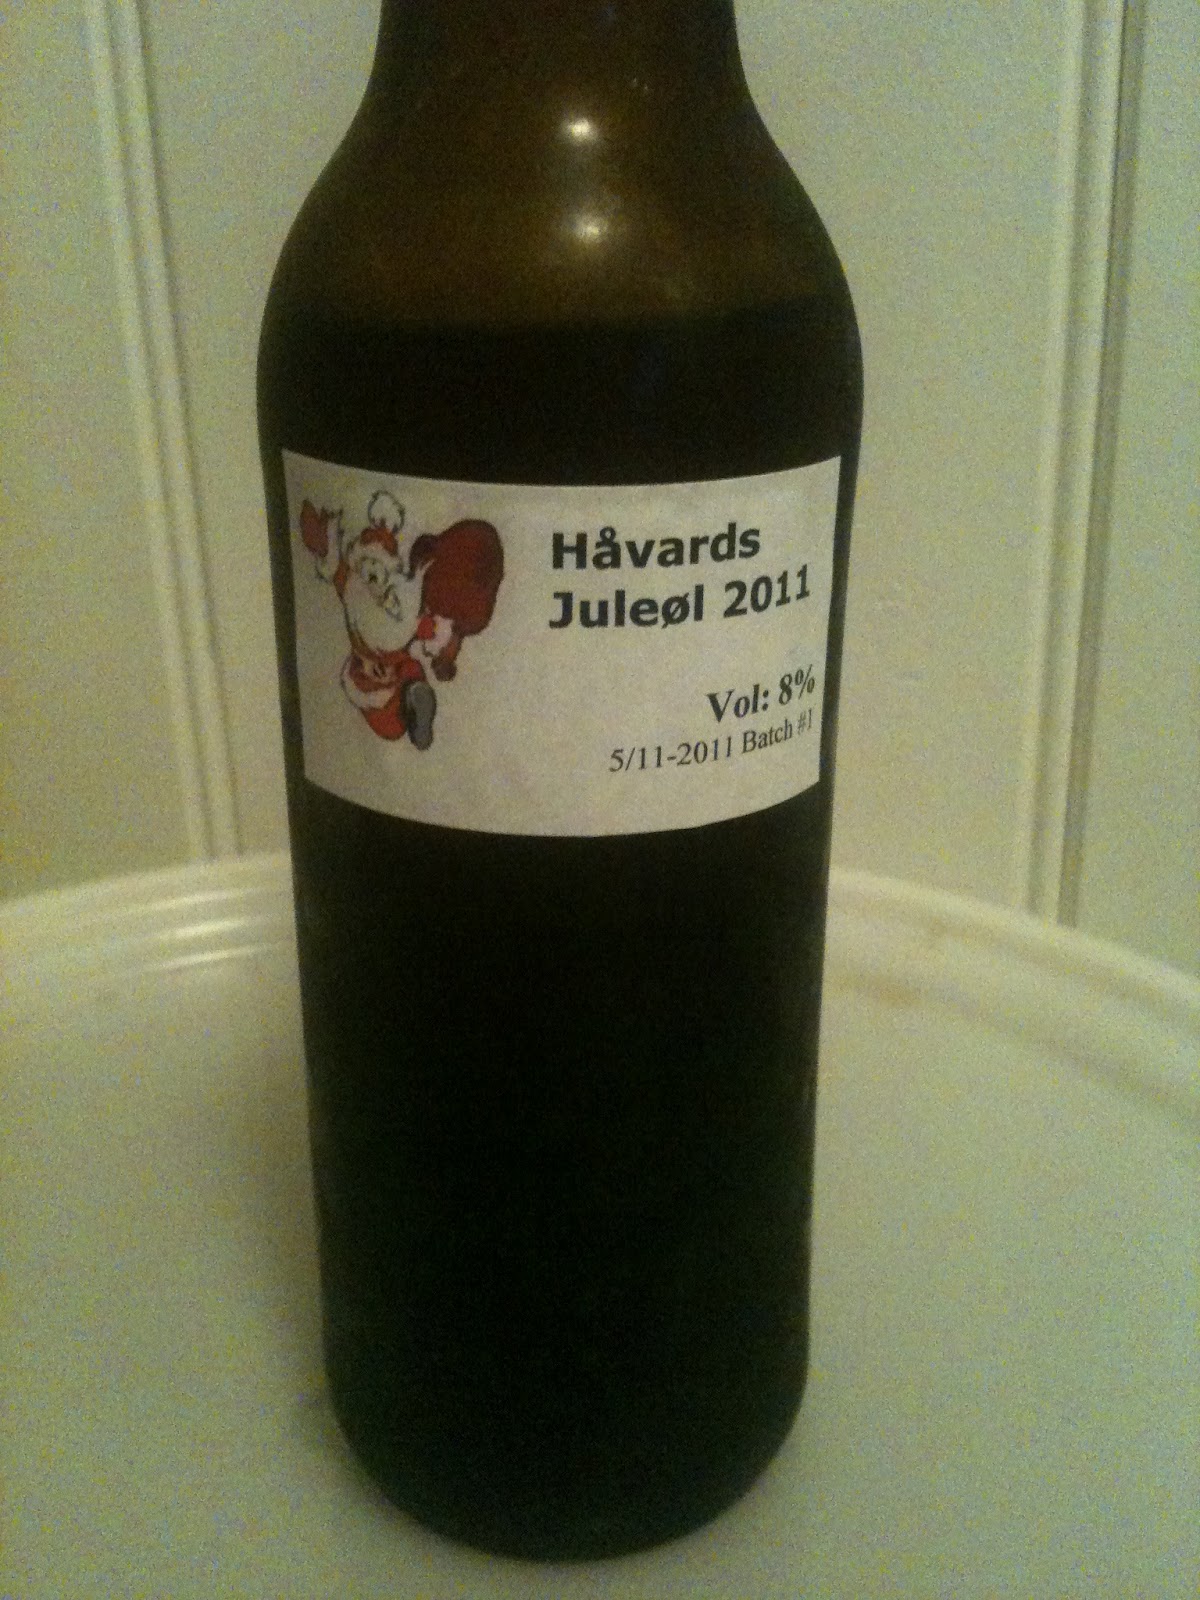 Håvards
Juleøl 2011
Vol: 8%
5/11-2011 Batch #1